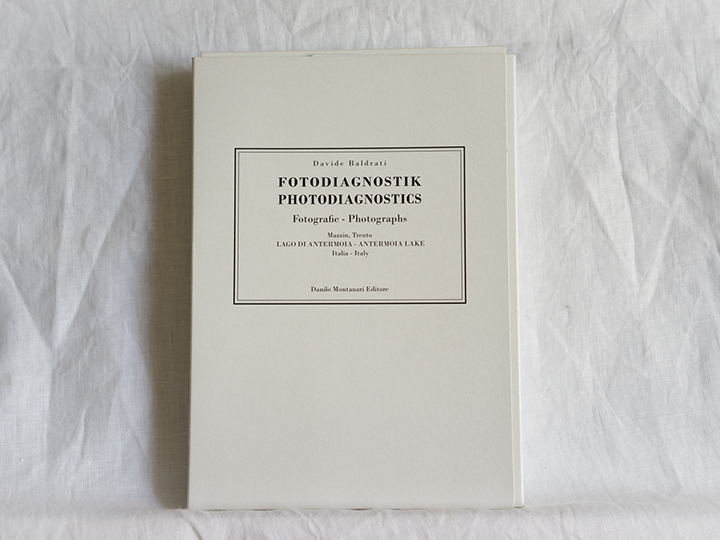 Davide Baldrati
FOTODIAGNOSTIK
PHOTODIAGNOSTICS
Fotografie - Photographs
Mazzin, Trento
LAGO DI ANTERMOIA - ANTERMOIA LAKE
Italia - Italy
Danilo Montanari Editore